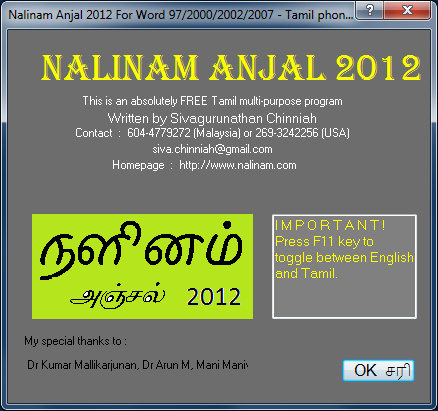 Nalinam Anjal 2012 For Word 97/2000/2002/2007 - Tamil phon...
NALINAM ANJAL 2012
This is an absolutely FREE Tamil multi-purpose program
Written by Sivagurunathan Chinniah
Contact : 604-4779272 (Malaysia) or 269-3242256 (USA)
siva.chinniah@gmail.com
Homepage : http://www.nalinam.com
நளினம்
அஞ்சல் 2012
I M P O R T A N T !
Press F11 key to
toggle between English
and Tamil.
My special thanks to :
Dr Kumar Mallikarjunan, Dr Arun M, Mani
OK சரி